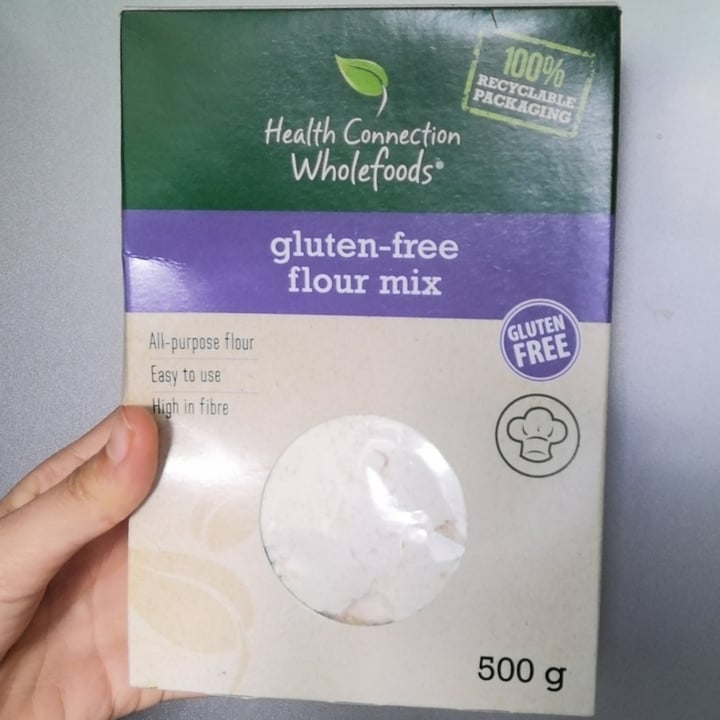 100%
RECYCLABLE
PACKAGING
Health Connection
Wholefoods®
gluten-free
flour mix
All-purpose flour
Easy to use
High in fibre
GLUTEN
FREE
500 g